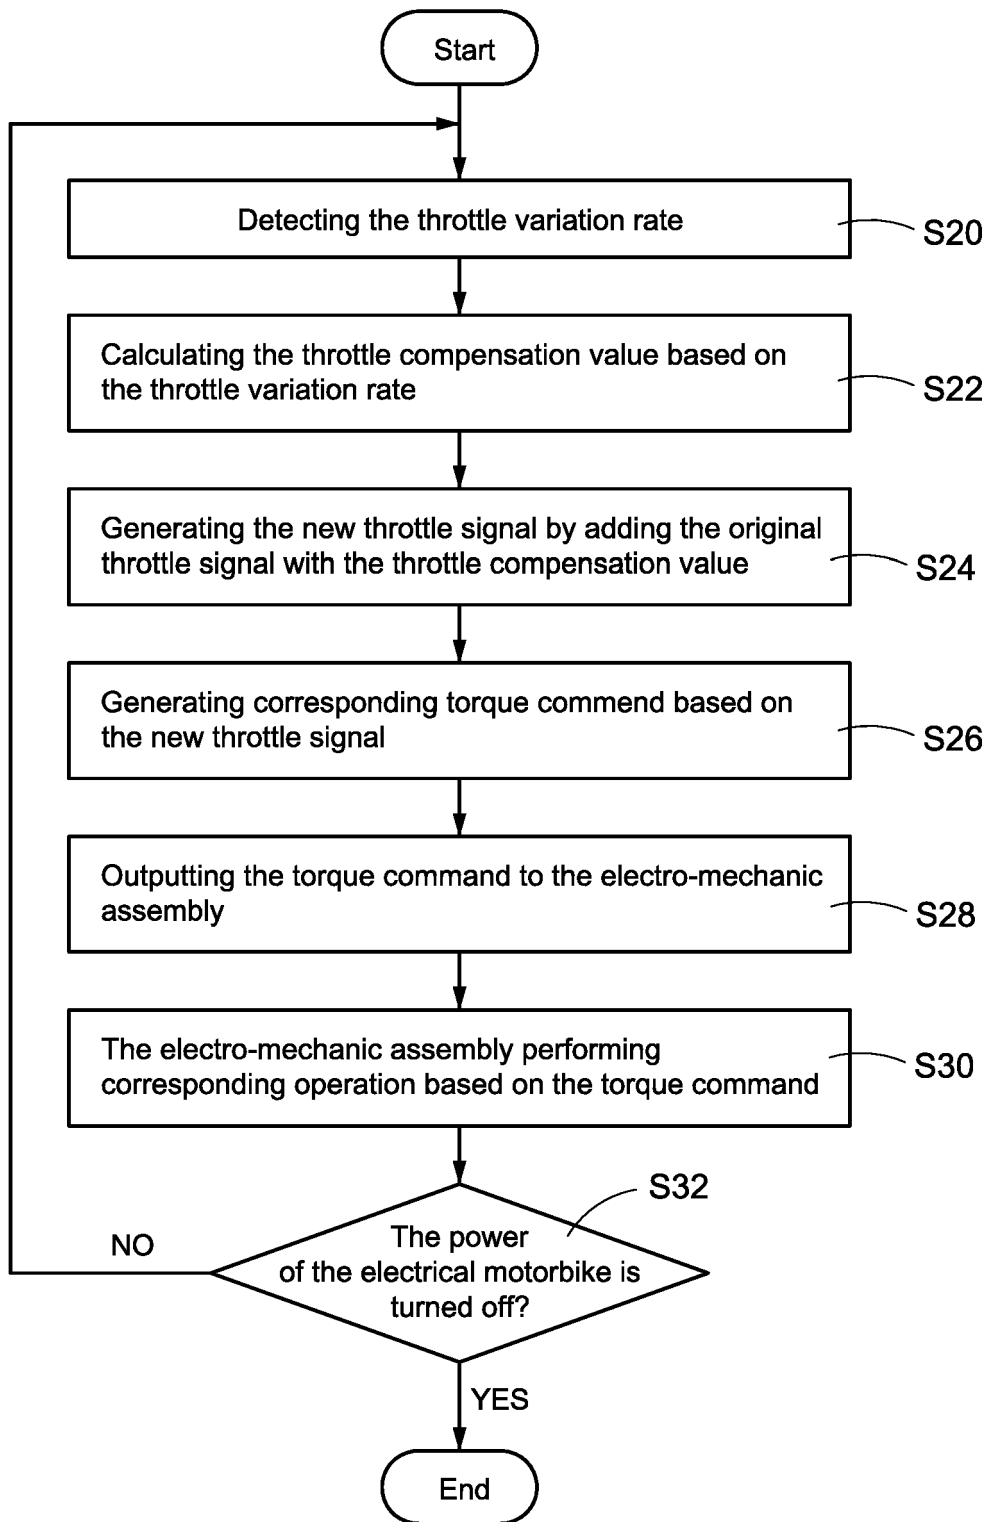 Start
Detecting the throttle variation rate
S20
Calculating the throttle compensation value based on
the throttle variation rate
S22
Generating the new throttle signal by adding the original
throttle signal with the throttle compensation value
S24
Generating corresponding torque commend based on
the new throttle signal
S26
Outputting the torque command to the electro-mechanic
assembly
S28
The electro-mechanic assembly performing
corresponding operation based on the torque command
S30
S32
The power
of the electrical motorbike is
turned off?
NO
YES
End